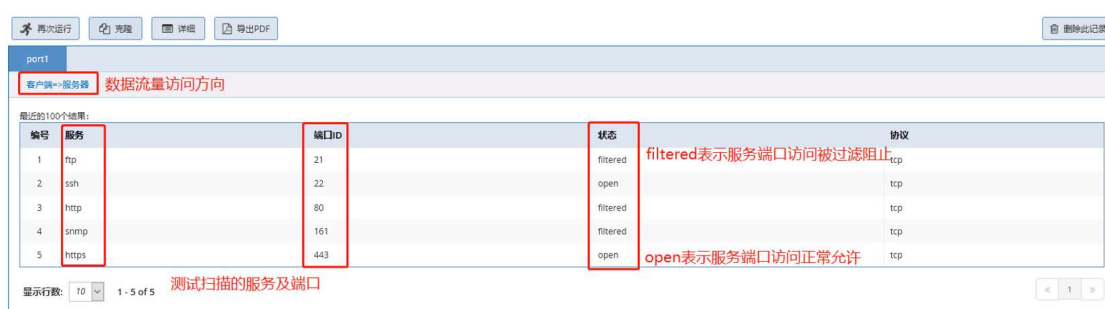 再次运行 克隆 详细 导出PDF 删除此记录
port1
客户端=>服务器 数据流量访问方向
最近的100个结果:
编号 服务 端口ID 状态 协议
1 ftp 21 filtered filtered表示服务端口访问被过滤阻止 tcp
2 ssh 22 open tcp
3 http 80 filtered tcp
4 snmp 161 filtered tcp
5 https 443 open open表示服务端口访问正常允许 tcp
测试扫描的服务及端口
显示行数: 10 1 - 5 of 5 « 1 »